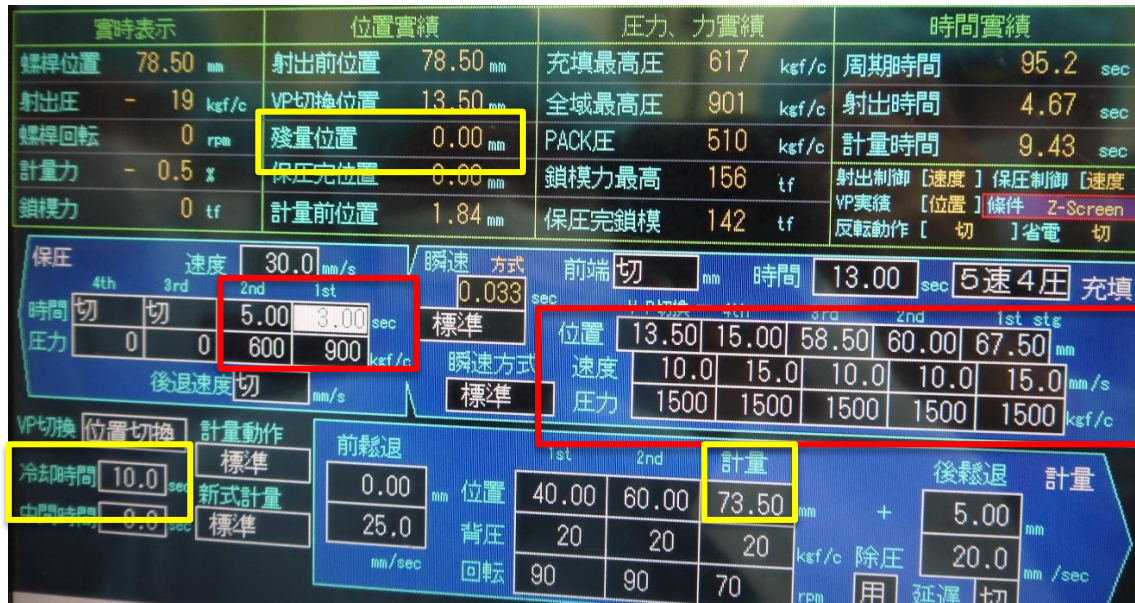 實時表示 位置實績 圧力、力實績 時間實績
螺桿位置 78.50 mm 射出前位置 78.50 mm 充填最高圧 617 kgf/c 周期時間 95.2 sec
射出圧 - 19 kgf/c VP切換位置 13.50 mm 全域最高圧 901 kgf/c 射出時間 4.67 sec
螺桿回転 0 rpm 殘量位置 0.00 mm PACK圧 510 kgf/c 計量時間 9.43 sec
計量力 - 0.5 % 保圧完位置 0.00 mm 鎖模力最高 156 tf 射出制御 [速度] 保圧制御 [速度
鎖模力 0 tf 計量前位置 1.84 mm 保圧完鎖模 142 tf VP実績 [位置] 條件 Z-Screen
反転動作 [ 切 ] 省電 切
保圧 速度 30.0 mm/s 瞬速 方式 前端 切 mm 時間 13.00 sec 5速4圧 充填
4th 3rd 2nd 1st 0.033 sec 4th 3rd 2nd 1st stg
時間 切 切 5.00 3.00 sec 標準 位置 13.50 15.00 58.50 60.00 67.50 mm
圧力 0 0 600 900 kgf/c 瞬速方式 速度 10.0 15.0 10.0 10.0 15.0 mm/s
後退速度 切 mm/s 標準 圧力 1500 1500 1500 1500 1500 kgf/c
VP切換 位置切換 計量動作 前鬆退 1st 2nd 計量 後鬆退 計量
冷却時間 10.0 sec 標準 0.00 mm 位置 40.00 60.00 73.50 mm + 5.00 mm
中間時間 0.0 sec 新式計量 25.0 背圧 20 20 20 kgf/c 除圧 20.0 mm /sec
標準 mm/sec 回転 90 90 70 rpm 用 延遲 切